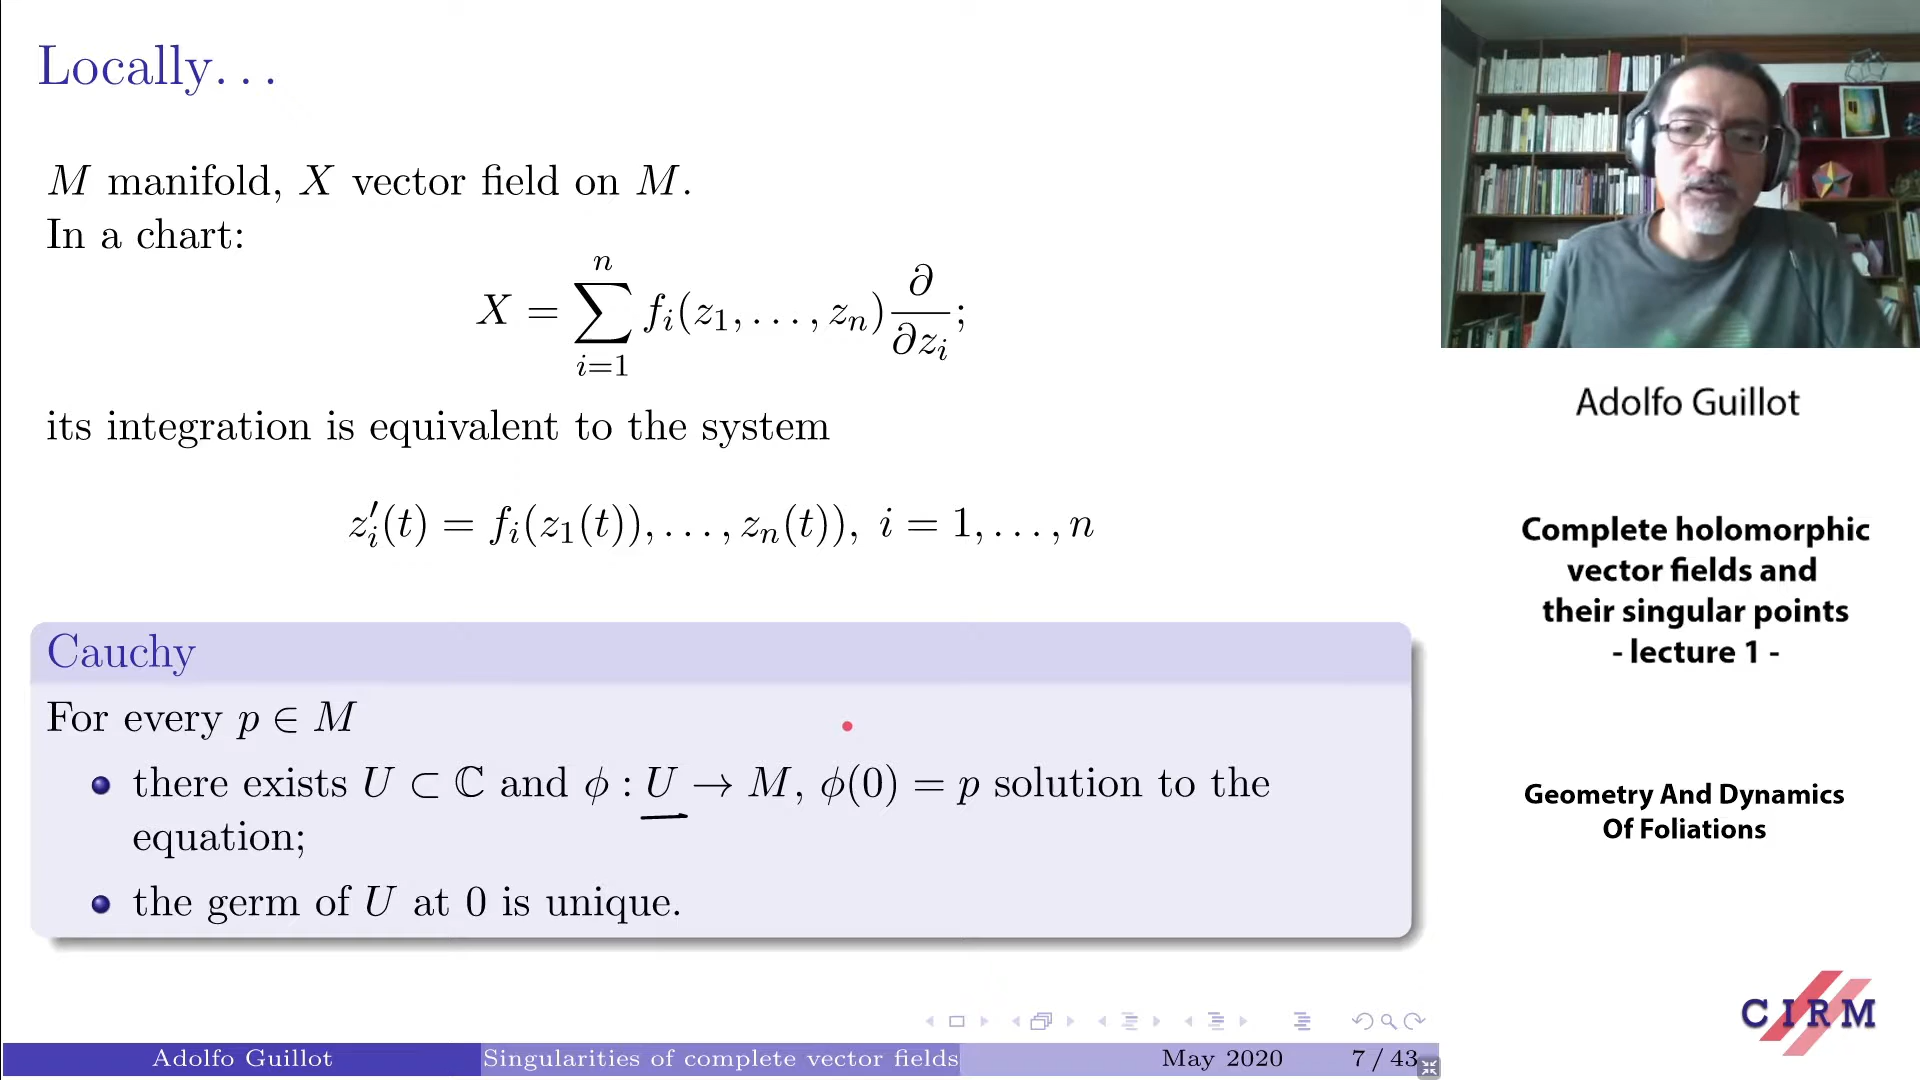 Locally. . .
M manifold, X vector field on M.
In a chart:
X = \sum_{i=1}^{n} f_i(z_1, . . . , z_n) \frac{∂}{∂z_i};
its integration is equivalent to the system
z_i'(t) = f_i(z_1(t)), . . . , z_n(t)), i = 1, . . . , n
Cauchy
For every p ∈ M
there exists U ⊂ ℂ and ϕ : U → M, ϕ(0) = p solution to the
equation;
the germ of U at 0 is unique.
Adolfo Guillot
Singularities of complete vector fields
May 2020
7 / 43
Adolfo Guillot
Complete holomorphic
vector fields and
their singular points
- lecture 1 -
Geometry And Dynamics
Of Foliations
CIRM